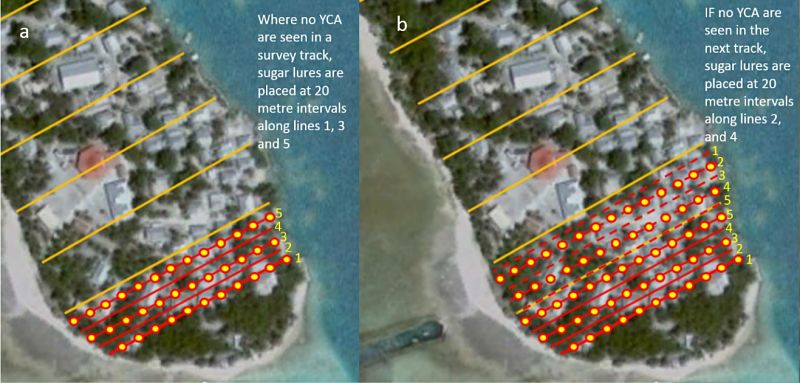 a
Where no YCA
are seen in a
survey track,
sugar lures are
placed at 20
metre intervals
along lines 1, 3
and 5
5
4
3
2
1
b
IF no YCA are
seen in the
next track,
sugar lures are
placed at 20
metre intervals
along lines 2,
and 4
1
2
3
4
5
5
4
3
2
1